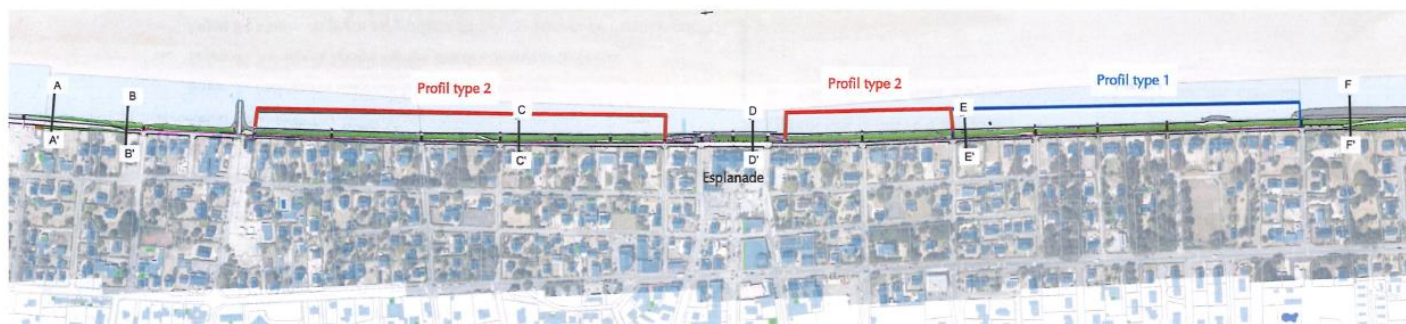 A
B
Profil type 2
C
D
Profil type 2
E
Profil type 1
F
A'
B'
C'
D'
E'
F'
Esplanade